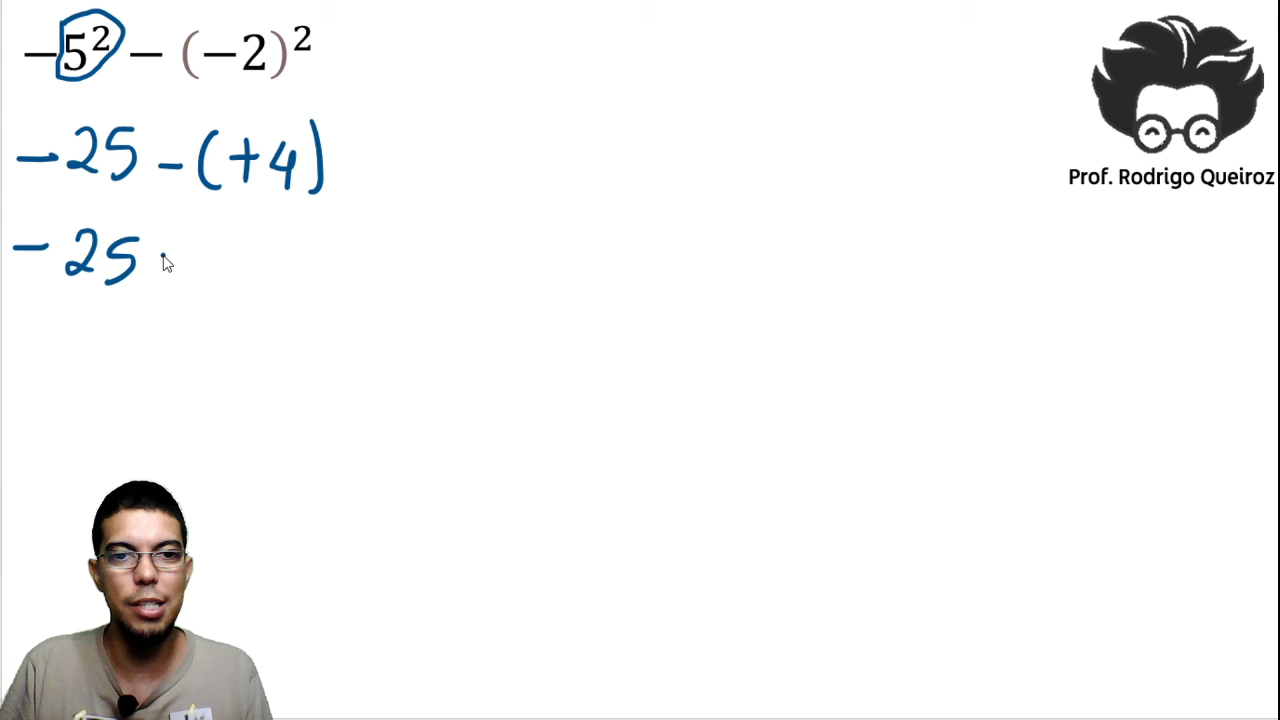 −5² − (−2)²
Prof. Rodrigo Queiroz
−25 − (+4)
−25